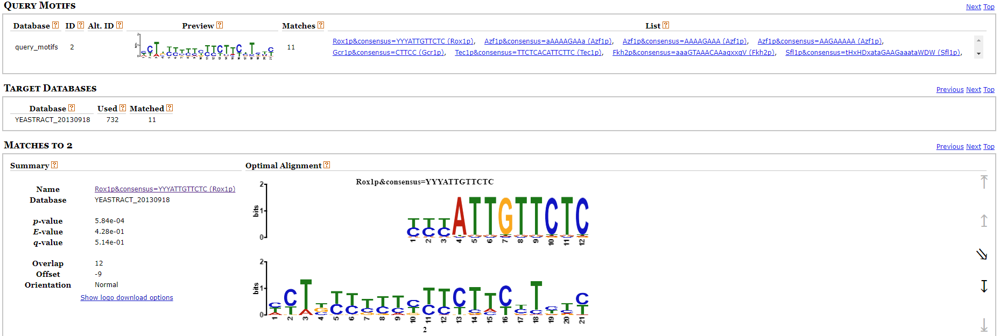 QUERY MOTIFS
Next Top
Database ? ID ? Alt. ID ? Preview ? Matches ? List ?
query_motifs 2 11 Rox1p&consensus=YYYATTGTTCTC (Rox1p), Azf1p&consensus=aAAAAGAAa (Azf1p), Azf1p&consensus=AAAAGAAA (Azf1p), Azf1p&consensus=AAGAAAAA (Azf1p),
Gcr1p&consensus=CTTCC (Gcr1p), Tec1p&consensus=TTCTCACATTCTTC (Tec1p), Fkh2p&consensus=aaaGTAAACAAaqxxqV (Fkh2p), Sfl1p&consensus=tHxHDxataGAAGaaataWDW (Sfl1p),
TARGET DATABASES
Previous Next Top
Database ? Used ? Matched ?
YEASTRACT_20130918 732 11
MATCHES TO 2
Previous Next Top
Summary ?
Name Rox1p&consensus=YYYATTGTTCTC (Rox1p)
Database YEASTRACT_20130918
p-value 5.84e-04
E-value 4.28e-01
q-value 5.14e-01
Overlap 12
Offset -9
Orientation Normal
Show logo download options
Optimal Alignment ?
Rox1p&consensus=YYYATTGTTCTC
2
bits
1
0
TTTATTGTTCTC
CCC
1 2 3 4 5 6 7 8 9 10 11 12
2
bits
1
0
1 2 3 4 5 6 7 8 9 10 11 12 13 14 15 16 17 18 19 20 21
2